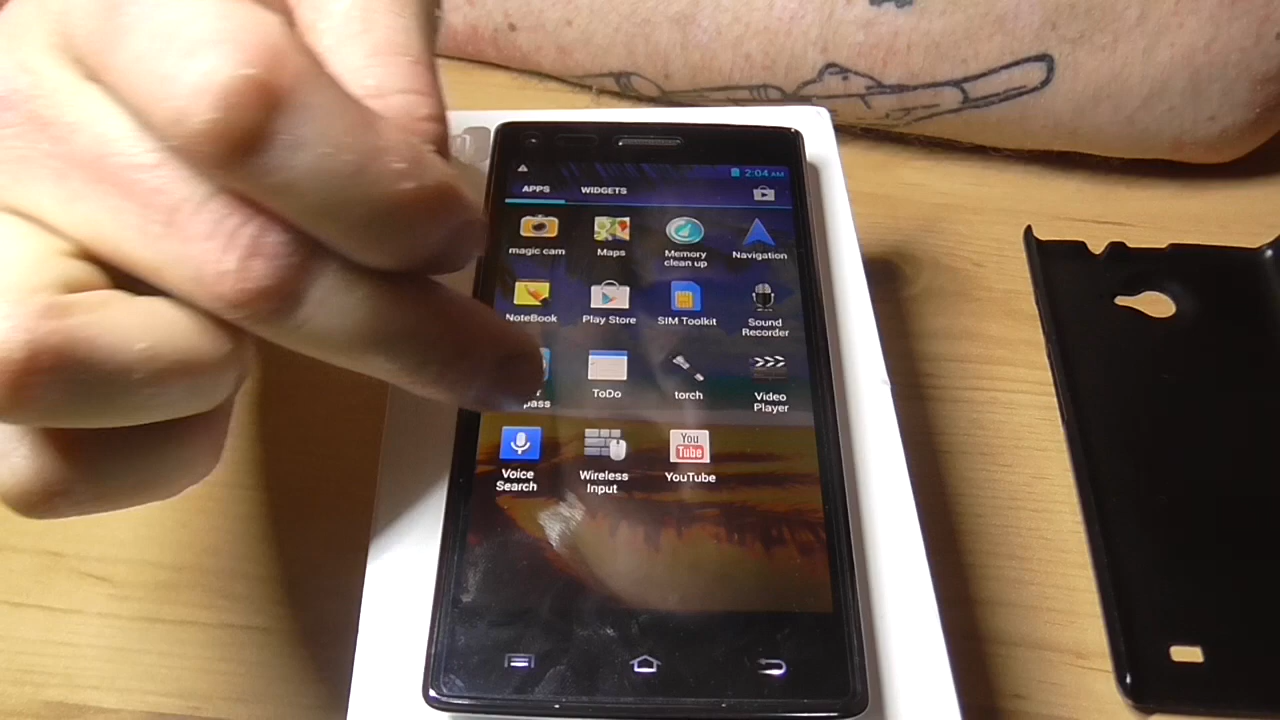 2:04 AM
APPS WIDGETS
magic cam Maps Memory Navigation
clean up
NoteBook Play Store SIM Toolkit Sound
Recorder
ToDo torch Video
pass Player
You
Tube
Voice Wireless YouTube
Search Input